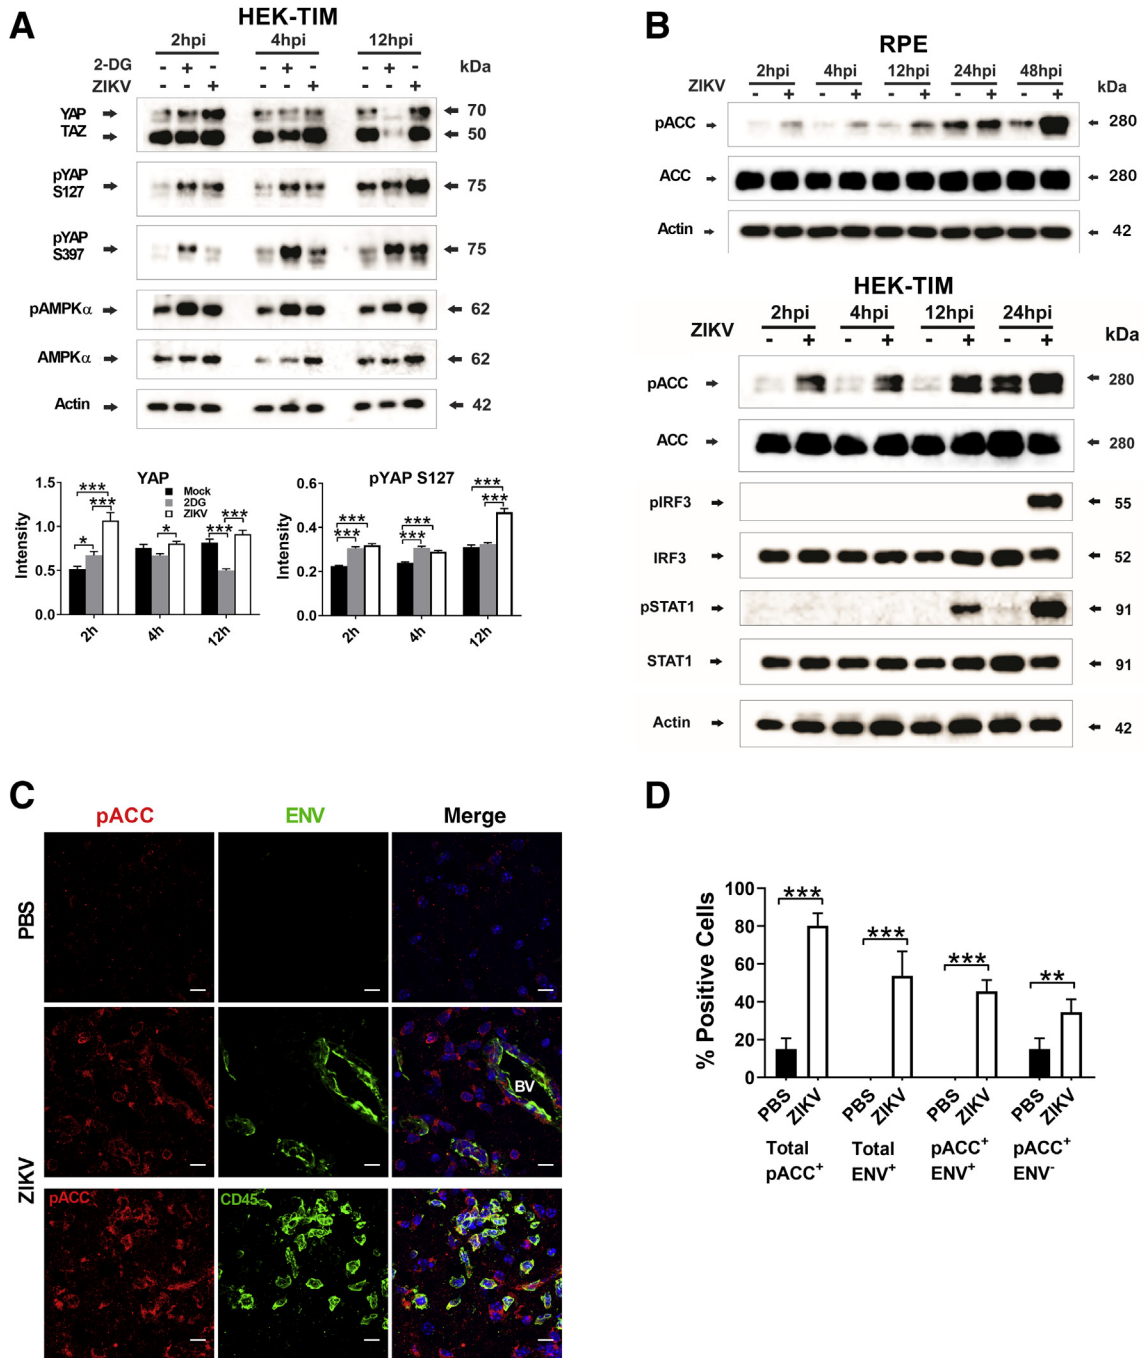 A
HEK-TIM
2hpi 4hpi 12hpi
2-DG - + - - + - - + - kDa
ZIKV - - + - - + - - +
YAP 70
TAZ 50
pYAP
S127 75
pYAP
S397 75
pAMPKα 62
AMPKα 62
Actin 42
YAP
Intensity
1.5
1.0
0.5
0.0
Mock
2DG
ZIKV
*** *** * * *** ***
2h 4h 12h
pYAP S127
Intensity
0.6
0.4
0.2
0.0
*** *** *** *** *** ***
2h 4h 12h
B
RPE
2hpi 4hpi 12hpi 24hpi 48hpi
ZIKV - + - + - + - + - + kDa
pACC 280
ACC 280
Actin 42
HEK-TIM
2hpi 4hpi 12hpi 24hpi
ZIKV - + - + - + - + kDa
pACC 280
ACC 280
pIRF3 55
IRF3 52
pSTAT1 91
STAT1 91
Actin 42
C
pACC ENV Merge
PBS
ZIKV
BV
pACC CD45
D
% Positive Cells
100
80
60
40
20
0
*** *** *** **
PBS ZIKV PBS ZIKV PBS ZIKV PBS ZIKV
Total Total pACC⁺ pACC⁺
pACC⁺ ENV⁺ ENV⁺ ENV⁻